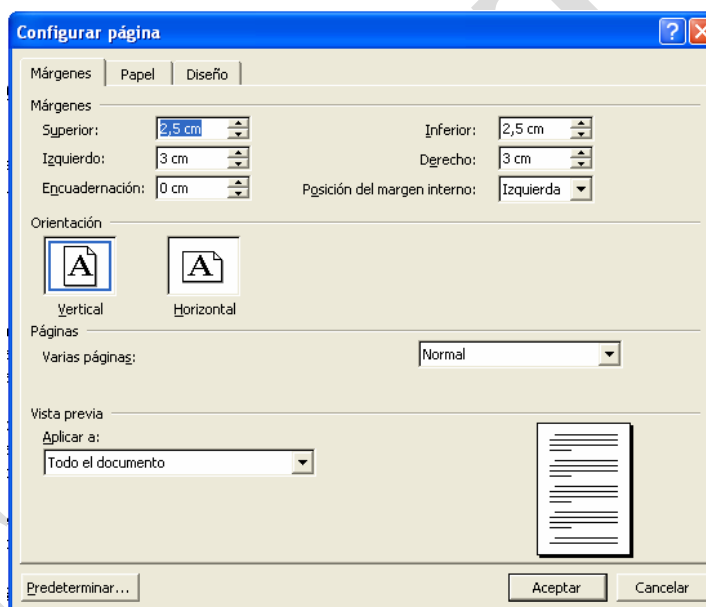 Configurar página
Márgenes Papel Diseño
Márgenes
Superior: 2,5 cm Inferior: 2,5 cm
Izquierdo: 3 cm Derecho: 3 cm
Encuadernación: 0 cm Posición del margen interno: Izquierda
Orientación
A A
Vertical Horizontal
Páginas
Varias páginas: Normal
Vista previa
Aplicar a:
Todo el documento
Predeterminar... Aceptar Cancelar